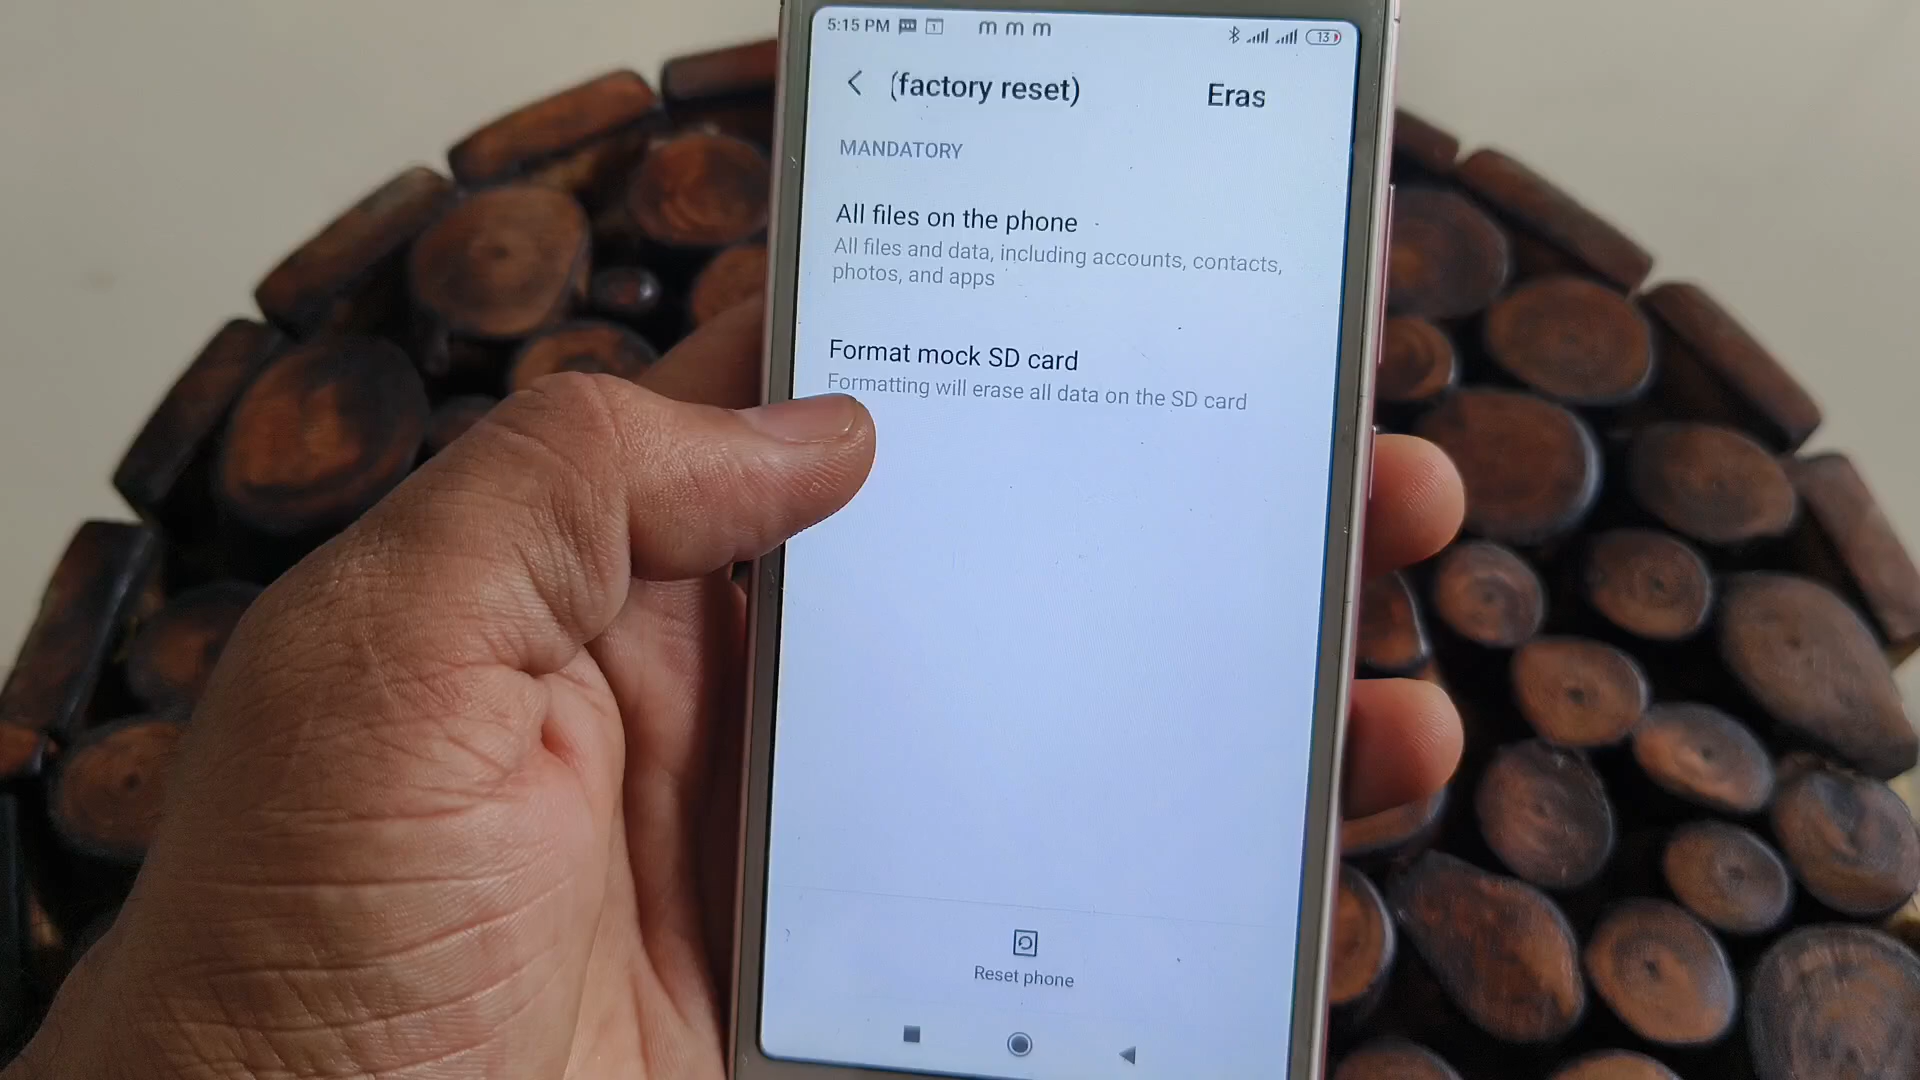 5:15 PM m m m 13
(factory reset) Eras
MANDATORY
All files on the phone
All files and data, including accounts, contacts,
photos, and apps
Format mock SD card
Formatting will erase all data on the SD card
Reset phone